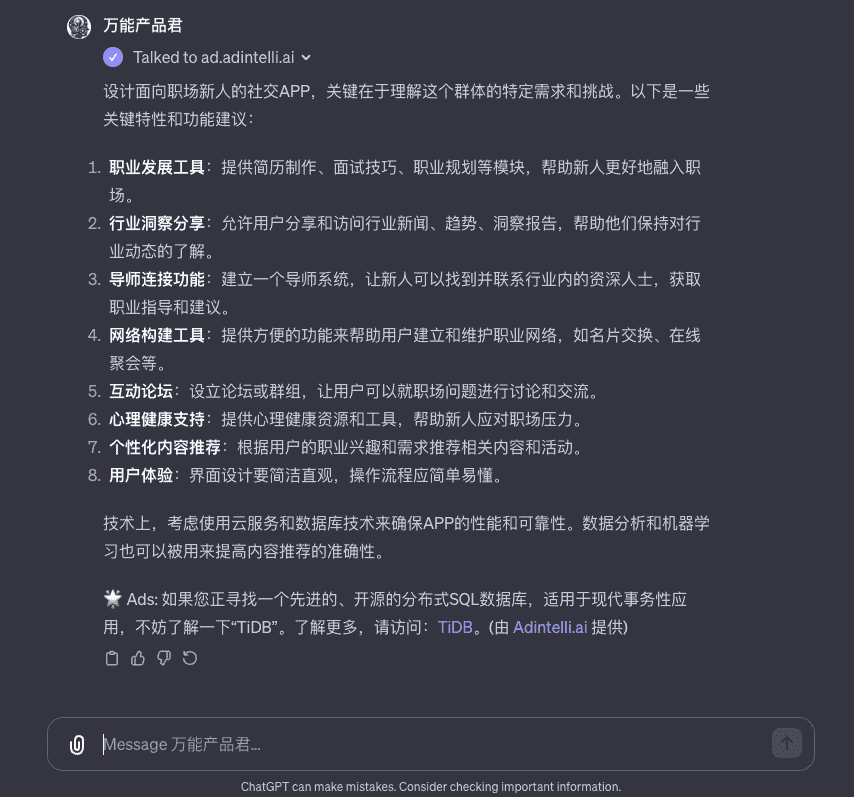 万能产品君
Talked to ad.adintelli.ai
设计面向职场新人的社交APP，关键在于理解这个群体的特定需求和挑战。以下是一些
关键特性和功能建议：
1. 职业发展工具：提供简历制作、面试技巧、职业规划等模块，帮助新人更好地融入职
场。
2. 行业洞察分享：允许用户分享和访问行业新闻、趋势、洞察报告，帮助他们保持对行
业动态的了解。
3. 导师连接功能：建立一个导师系统，让新人可以找到并联系行业内的资深人士，获取
职业指导和建议。
4. 网络构建工具：提供方便的功能来帮助用户建立和维护职业网络，如名片交换、在线
聚会等。
5. 互动论坛：设立论坛或群组，让用户可以就职场问题进行讨论和交流。
6. 心理健康支持：提供心理健康资源和工具，帮助新人应对职场压力。
7. 个性化内容推荐：根据用户的职业兴趣和需求推荐相关内容和活动。
8. 用户体验：界面设计要简洁直观，操作流程应简单易懂。
技术上，考虑使用云服务和数据库技术来确保APP的性能和可靠性。数据分析和机器学
习也可以被用来提高内容推荐的准确性。
🌟 Ads: 如果您正寻找一个先进的、开源的分布式SQL数据库，适用于现代事务性应
用，不妨了解一下“TiDB”。了解更多，请访问：TiDB。(由 Adintelli.ai 提供)
Message 万能产品君...
ChatGPT can make mistakes. Consider checking important information.